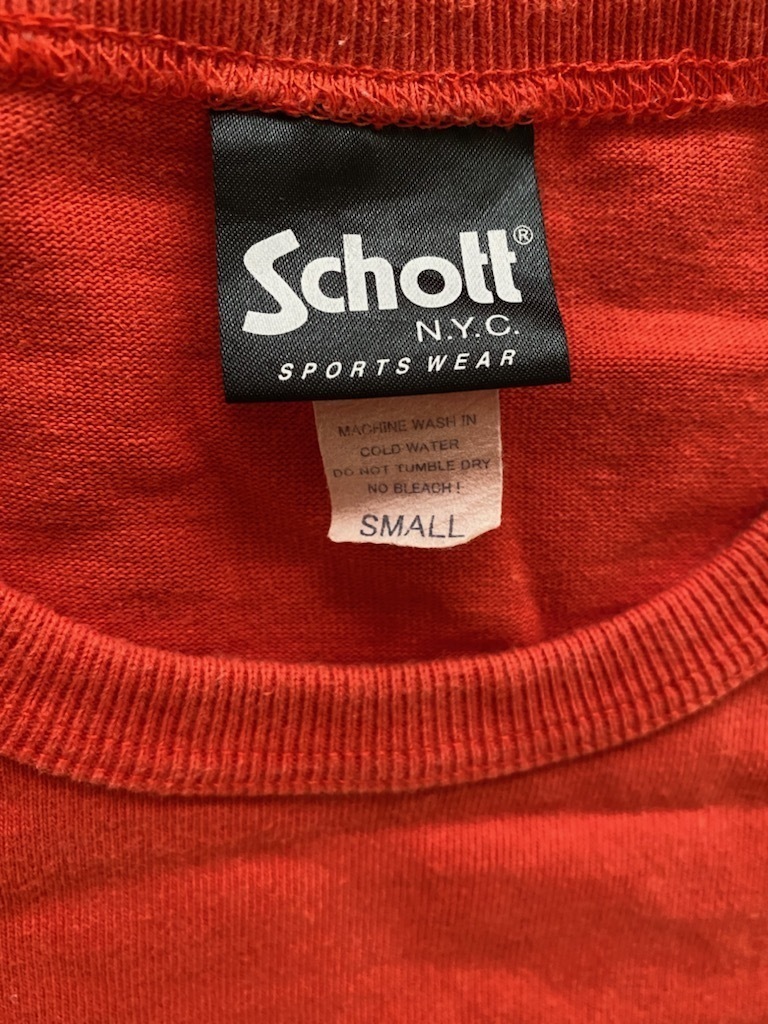 Schott®
N.Y.C.
SPORTS WEAR
MACHINE WASH IN
COLD WATER
DO NOT TUMBLE DRY
NO BLEACH!
SMALL